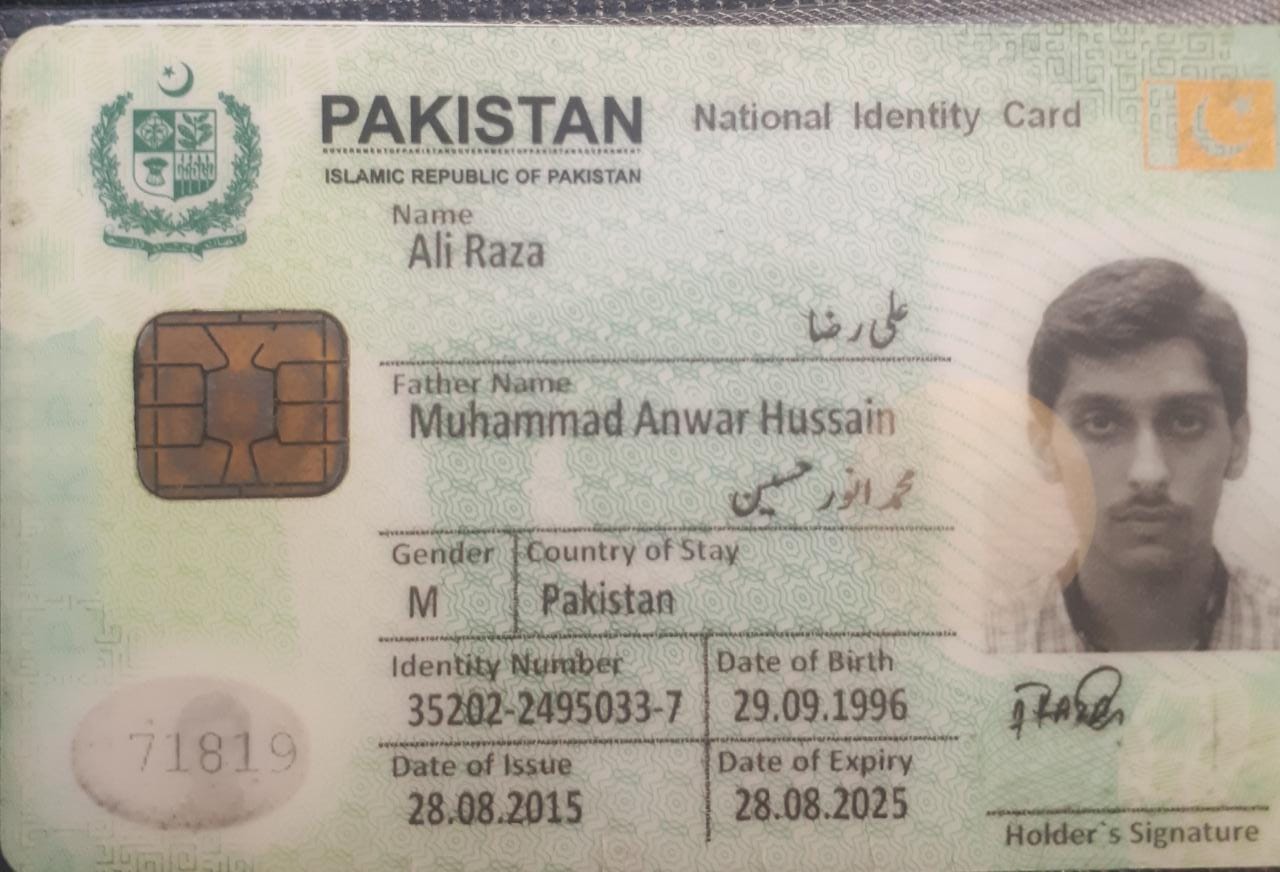 PAKISTAN National Identity Card
ISLAMIC REPUBLIC OF PAKISTAN
Name
Ali Raza
علی رضا
Father Name
Muhammad Anwar Hussain
محمد انور حسین
Gender Country of Stay
M Pakistan
Identity Number Date of Birth
35202-2495033-7 29.09.1996
71819
Date of Issue Date of Expiry
28.08.2015 28.08.2025
Holder`s Signature